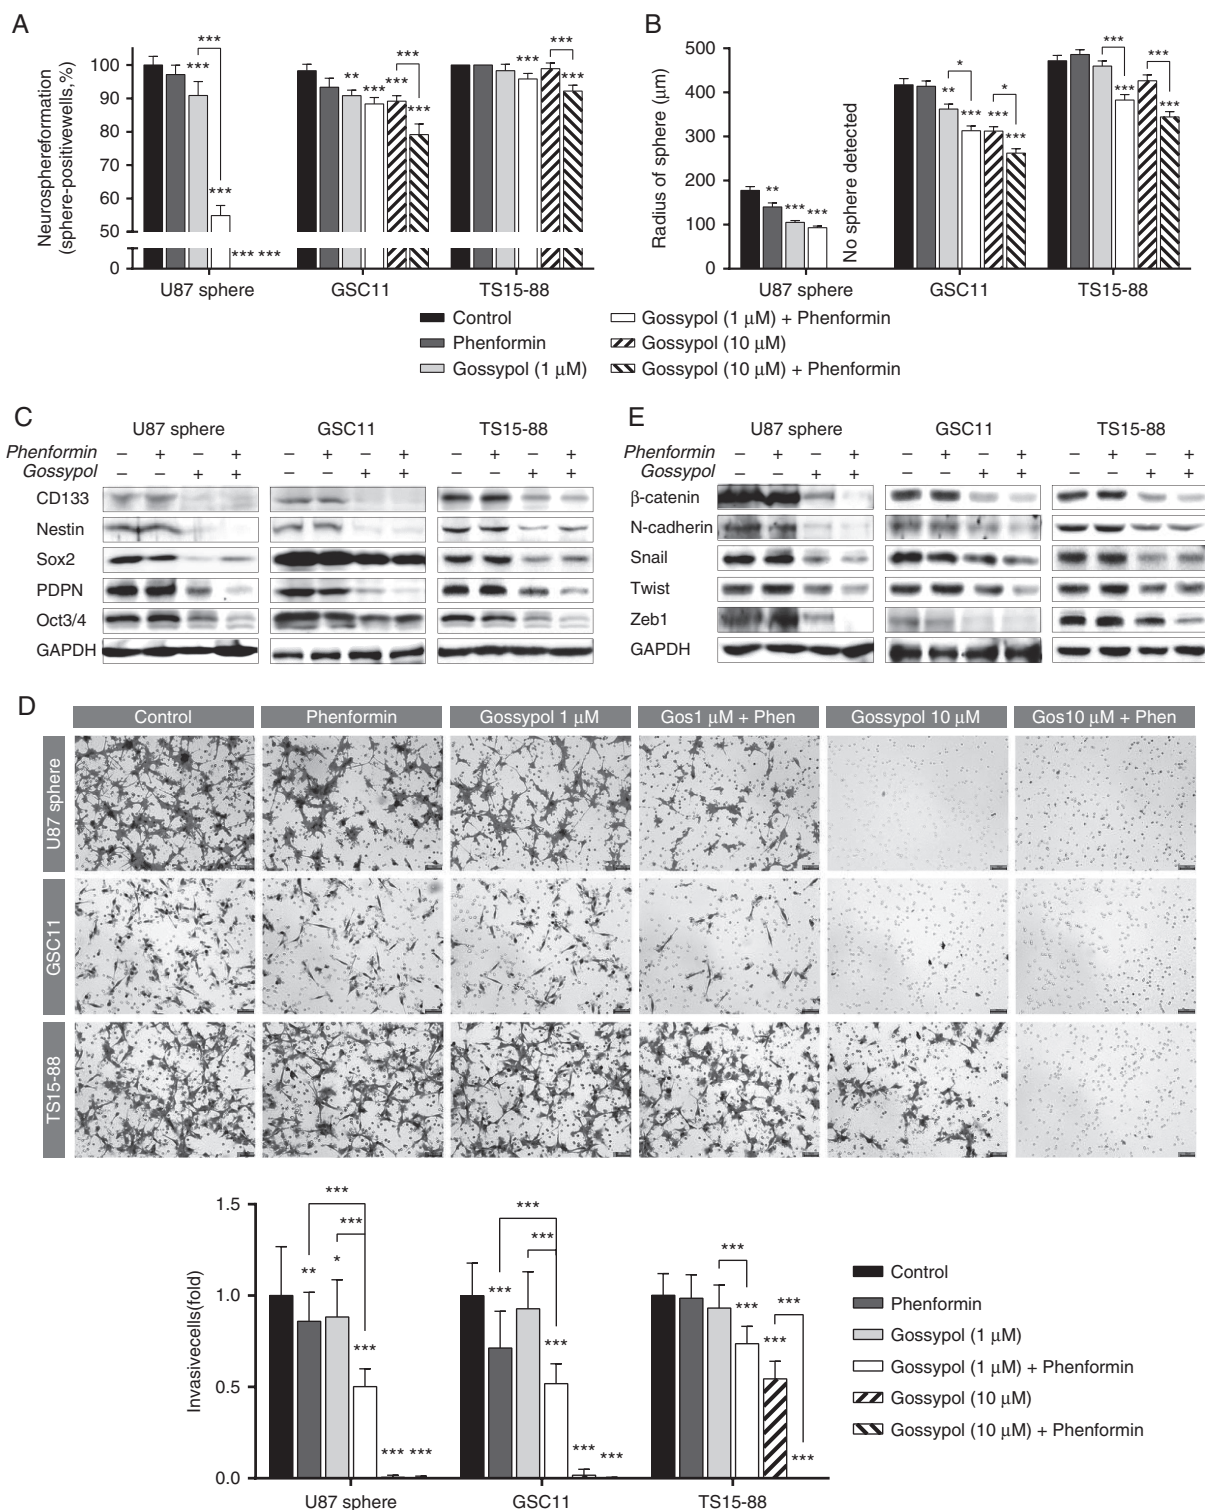 A
Neurosphereformation
(sphere-positivewells,%)
100
90
80
70
60
50
0
***
***
***
*** ***
**
***
***
***
***
***
***
***
***
U87 sphere
GSC11
TS15-88
B
Radius of sphere (μm)
500
400
300
200
100
0
**
***
***
No sphere detected
**
*
***
***
*
***
***
***
***
***
U87 sphere
GSC11
TS15-88
Control
Phenformin
Gossypol (1 μM)
Gossypol (1 μM) + Phenformin
Gossypol (10 μM)
Gossypol (10 μM) + Phenformin
C
U87 sphere GSC11 TS15-88
Phenformin – + – + – + – + – + – +
Gossypol – – + + – – + + – – + +
CD133
Nestin
Sox2
PDPN
Oct3/4
GAPDH
E
U87 sphere GSC11 TS15-88
Phenformin – + – + – + – + – + – +
Gossypol – – + + – – + + – – + +
β-catenin
N-cadherin
Snail
Twist
Zeb1
GAPDH
D
Control Phenformin Gossypol 1 μM Gos1 μM + Phen Gossypol 10 μM Gos10 μM + Phen
U87 sphere
GSC11
TS15-88
Invasivecells(fold)
1.5
1.0
0.5
0.0
***
***
**
*
***
*** ***
***
***
***
***
***
***
***
***
***
***
***
U87 sphere
GSC11
TS15-88
Control
Phenformin
Gossypol (1 μM)
Gossypol (1 μM) + Phenformin
Gossypol (10 μM)
Gossypol (10 μM) + Phenformin